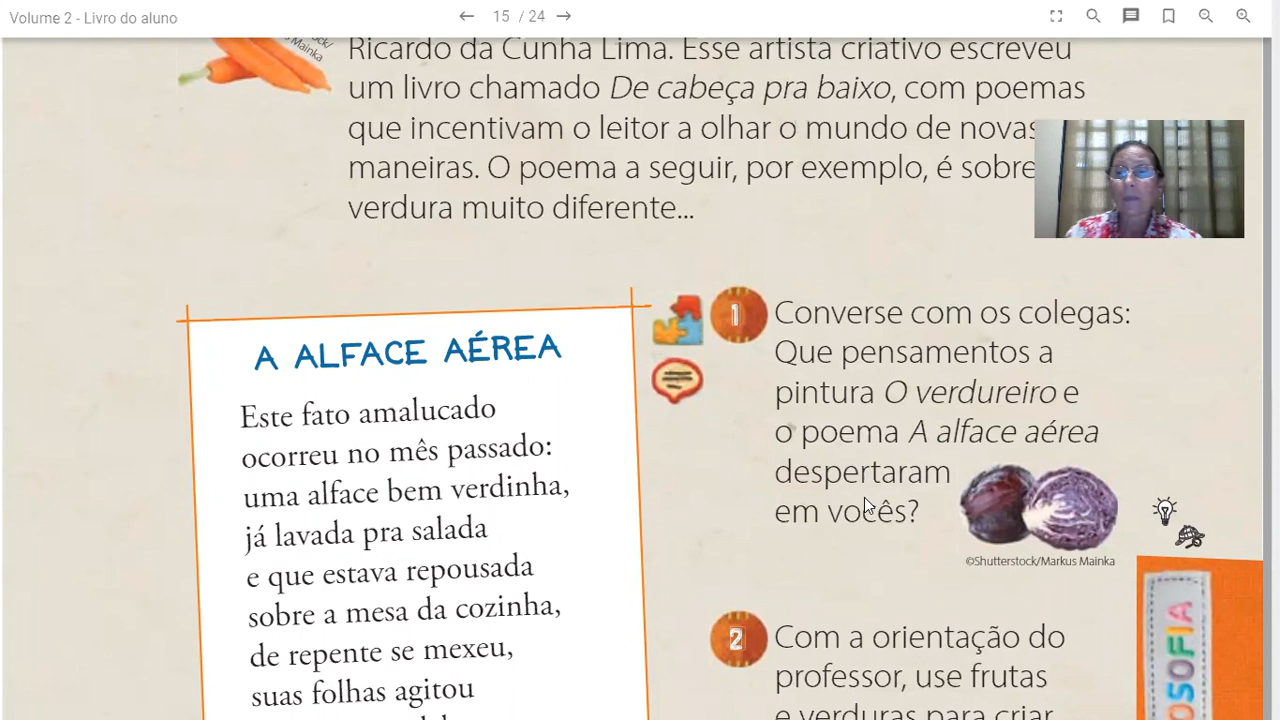 Volume 2 - Livro do aluno
15 / 24
Ricardo da Cunha Lima. Esse artista criativo escreveu
um livro chamado De cabeça pra baixo, com poemas
que incentivam o leitor a olhar o mundo de novas
maneiras. O poema a seguir, por exemplo, é sobre
verdura muito diferente...
A ALFACE AÉREA
Este fato amalucado
ocorreu no mês passado:
uma alface bem verdinha,
já lavada pra salada
e que estava repousada
sobre a mesa da cozinha,
de repente se mexeu,
suas folhas agitou
1
Converse com os colegas:
Que pensamentos a
pintura O verdureiro e
o poema A alface aérea
despertaram
em vocês?
©Shutterstock/Markus Mainka
2
Com a orientação do
professor, use frutas
e verduras para criar
OSOFIA